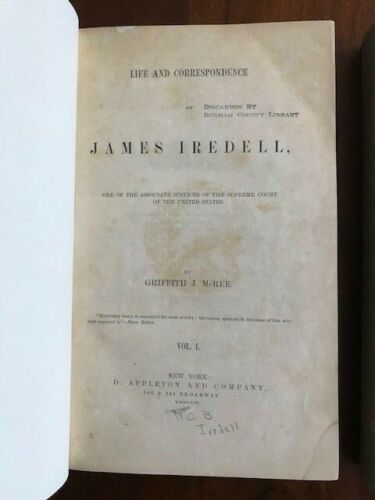 LIFE AND CORRESPONDENCE
OF
DISCARDED BY
DURHAM COUNTY LIBRARY
JAMES IREDELL,
ONE OF THE ASSOCIATE JUSTICES OF THE SUPREME COURT
OF THE UNITED STATES.
BY
GRIFFITH J. McREE.
VOL. I.
NEW YORK:
D. APPLETON AND COMPANY,
BROADWAY
B
Iredell